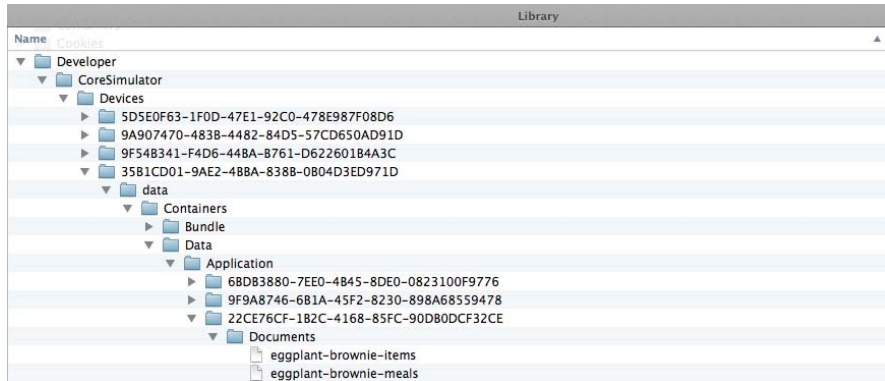 Library
Name
Cookies
Developer
CoreSimulator
Devices
5D5E0F63-1F0D-47E1-92C0-478E987F08D6
9A907470-483B-4482-84D5-57CD650AD91D
9F54B341-F4D6-44BA-B761-D622601B4A3C
35B1CD01-9AE2-4BBA-838B-0B04D3ED971D
data
Containers
Bundle
Data
Application
6BDB3880-7EE0-4B45-8DE0-0823100F9776
9F9A8746-6B1A-45F2-8230-898A68559478
22CE76CF-1B2C-4168-85FC-90DB0DCF32CE
Documents
eggplant-brownie-items
eggplant-brownie-meals